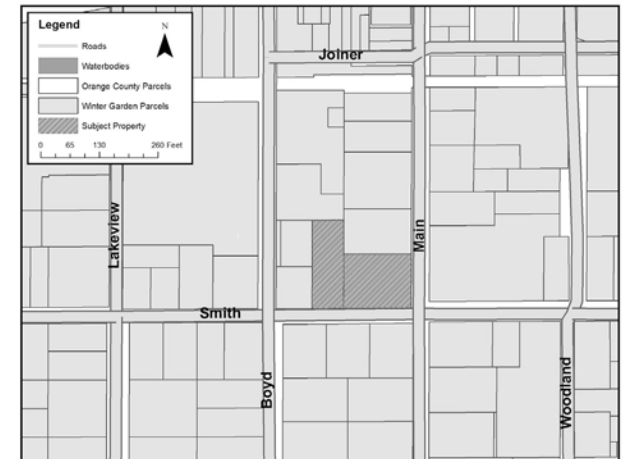 Legend
N
Roads
Waterbodies
Orange County Parcels
Winter Garden Parcels
Subject Property
0 65 130 260 Feet
Joiner
Lakeview
Main
Smith
Boyd
Woodland